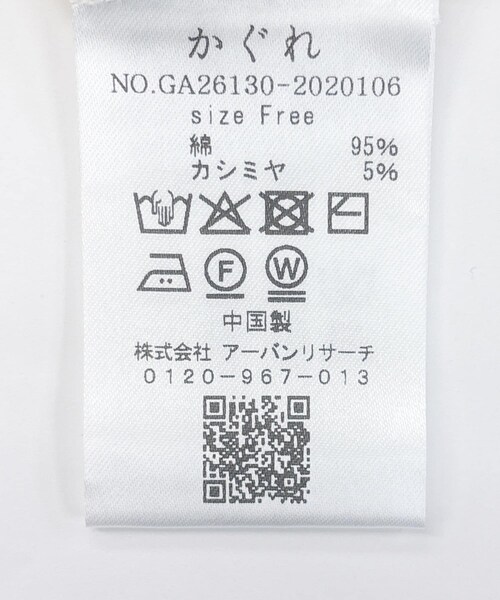 かぐれ
NO.GA26130-2020106
size Free
綿 95%
カシミヤ 5%
F W
中国製
株式会社 アーバンリサーチ
0120-967-013